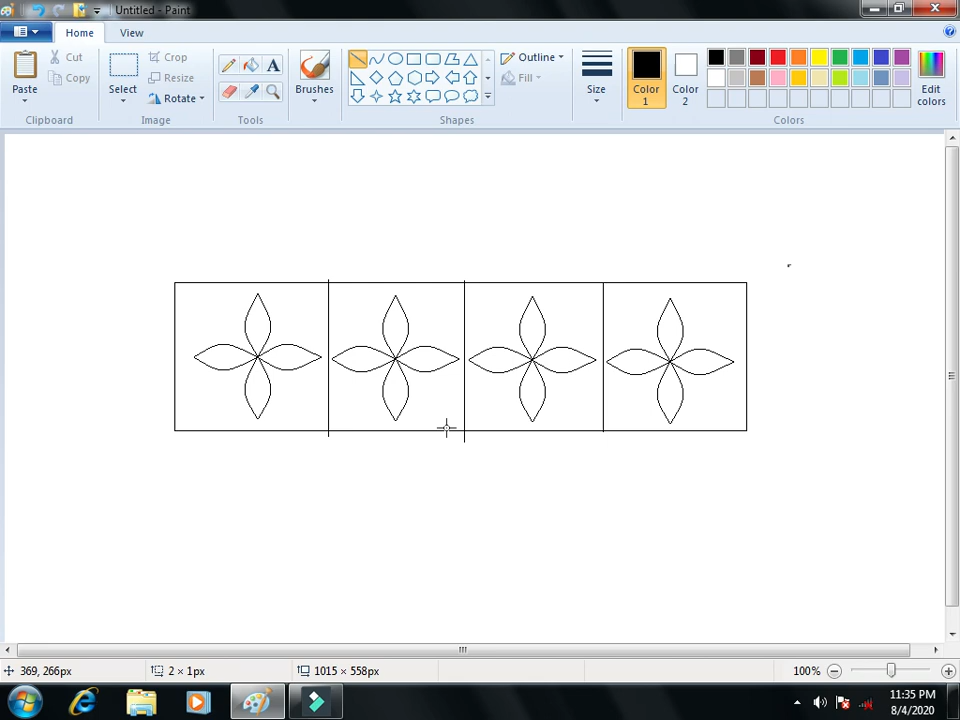 Untitled - Paint
Home View
Paste
Cut
Copy
Clipboard
Select
Crop
Resize
Rotate
Image
A
Tools
Brushes
Outline
Fill
Shapes
Size
Color 1
Color 2
Edit colors
Colors
369, 266px
2 × 1px
1015 × 558px
100%
11:35 PM
8/4/2020